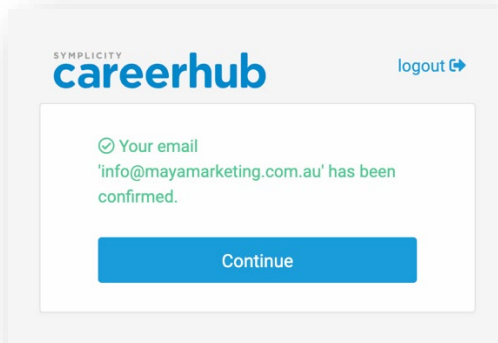 SYMPLICITY
careerhub
logout
Your email
'info@mayamarketing.com.au' has been
confirmed.
Continue